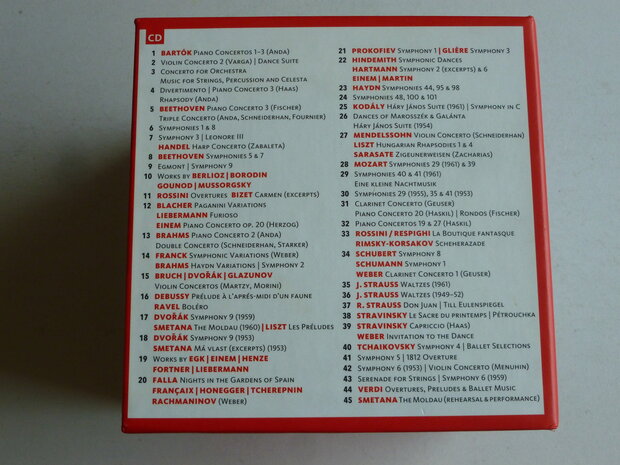 CD
1 BARTÓK PIANO CONCERTOS 1–3 (ANDA)
2 VIOLIN CONCERTO 2 (VARGA) | DANCE SUITE
3 CONCERTO FOR ORCHESTRA
MUSIC FOR STRINGS, PERCUSSION AND CELESTA
4 DIVERTIMENTO | PIANO CONCERTO 3 (HAAS)
RHAPSODY (ANDA)
5 BEETHOVEN PIANO CONCERTO 3 (FISCHER)
TRIPLE CONCERTO (ANDA, SCHNEIDERHAN, FOURNIER)
6 SYMPHONIES 1 & 8
7 SYMPHONY 3 | LEONORE III
HANDEL HARP CONCERTO (ZABALETA)
8 BEETHOVEN SYMPHONIES 5 & 7
9 EGMONT | SYMPHONY 9
10 WORKS BY BERLIOZ | BORODIN
GOUNOD | MUSSORGSKY
11 ROSSINI OVERTURES BIZET CARMEN (EXCERPTS)
12 BLACHER PAGANINI VARIATIONS
LIEBERMANN FURIOSO
EINEM PIANO CONCERTO OP. 20 (HERZOG)
13 BRAHMS PIANO CONCERTO 2 (ANDA)
DOUBLE CONCERTO (SCHNEIDERHAN, STARKER)
14 FRANCK SYMPHONIC VARIATIONS (WEBER)
BRAHMS HAYDN VARIATIONS | SYMPHONY 2
15 BRUCH | DVOŘÁK | GLAZUNOV
VIOLIN CONCERTOS (MARTZY, MORINI)
16 DEBUSSY PRÉLUDE À L'APRÉS-MIDI D'UN FAUNE
RAVEL BOLÉRO
17 DVOŘÁK SYMPHONY 9 (1959)
SMETANA THE MOLDAU (1960) | LISZT LES PRÉLUDES
18 DVOŘÁK SYMPHONY 9 (1953)
SMETANA MÁ VLAST (EXCERPTS) (1953)
19 WORKS BY EGK | EINEM | HENZE
FORTNER | LIEBERMANN
20 FALLA NIGHTS IN THE GARDENS OF SPAIN
FRANÇAIX | HONEGGER | TCHEREPNIN
RACHMANINOV (WEBER)
21 PROKOFIEV SYMPHONY 1 | GLIÈRE SYMPHONY 3
22 HINDEMITH SYMPHONIC DANCES
HARTMANN SYMPHONY 2 (EXCERPTS) & 6
EINEM | MARTIN
23 HAYDN SYMPHONIES 44, 95 & 98
24 SYMPHONIES 48, 100 & 101
25 KODÁLY HÁRY JÁNOS SUITE (1961) | SYMPHONY IN C
26 DANCES OF MAROSSZÉK & GALÁNTA
HÁRY JÁNOS SUITE (1954)
27 MENDELSSOHN VIOLIN CONCERTO (SCHNEIDERHAN)
LISZT HUNGARIAN RHAPSODIES 1 & 4
SARASATE ZIGEUNERWEISEN (ZACHARIAS)
28 MOZART SYMPHONIES 29 (1961) & 39
29 SYMPHONIES 40 & 41 (1961)
EINE KLEINE NACHTMUSIK
30 SYMPHONIES 29 (1955), 35 & 41 (1953)
31 CLARINET CONCERTO (GEUSER)
PIANO CONCERTO 20 (HASKIL) | RONDOS (FISCHER)
32 PIANO CONCERTOS 19 & 27 (HASKIL)
33 ROSSINI / RESPIGHI LA BOUTIQUE FANTASQUE
RIMSKY-KORSAKOV SCHEHERAZADE
34 SCHUBERT SYMPHONY 8
SCHUMANN SYMPHONY 1
WEBER CLARINET CONCERTO 1 (GEUSER)
35 J. STRAUSS WALTZES (1961)
36 J. STRAUSS WALTZES (1949–52)
37 R. STRAUSS DON JUAN | TILL EULENSPIEGEL
38 STRAVINSKY LE SACRE DU PRINTEMPS | PÉTROUCHKA
39 STRAVINSKY CAPRICCIO (HAAS)
WEBER INVITATION TO THE DANCE
40 TCHAIKOVSKY SYMPHONY 4 | BALLET SELECTIONS
41 SYMPHONY 5 | 1812 OVERTURE
42 SYMPHONY 6 (1953) | VIOLIN CONCERTO (MENUHIN)
43 SERENADE FOR STRINGS | SYMPHONY 6 (1959)
44 VERDI OVERTURES, PRELUDES & BALLET MUSIC
45 SMETANA THE MOLDAU (REHEARSAL & PERFORMANCE)